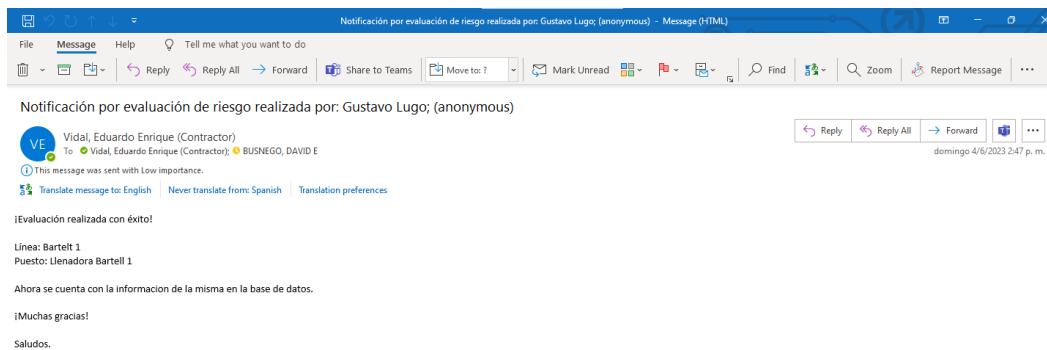 Notificación por evaluación de riesgo realizada por: Gustavo Lugo; (anonymous) - Message (HTML)
File Message Help Tell me what you want to do
Reply Reply All Forward Share to Teams Move to: ? Mark Unread Find Zoom Report Message
Notificación por evaluación de riesgo realizada por: Gustavo Lugo; (anonymous)
VE
Vidal, Eduardo Enrique (Contractor)
To Vidal, Eduardo Enrique (Contractor); BUSNEGO, DAVID E
Reply Reply All Forward
domingo 4/6/2023 2:47 p. m.
This message was sent with Low importance.
Translate message to: English Never translate from: Spanish Translation preferences
¡Evaluación realizada con éxito!
Línea: Bartelt 1
Puesto: Llenadora Bartell 1
Ahora se cuenta con la informacion de la misma en la base de datos.
¡Muchas gracias!
Saludos.